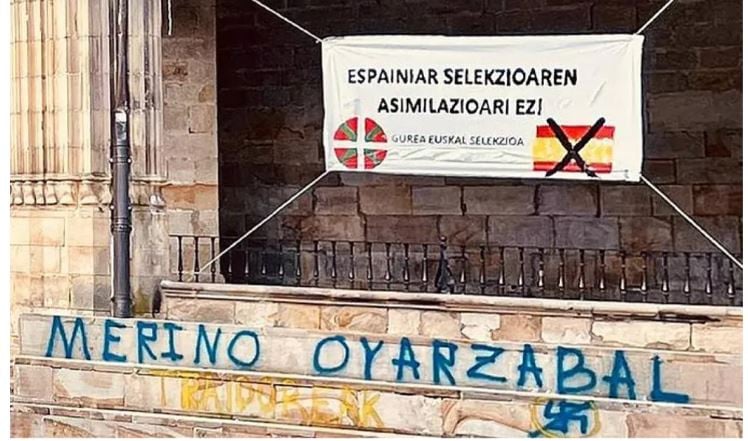 ESPAINIAR SELEKZIOAREN
ASIMILAZIOARI EZ!
GUREA EUSKAL SELEKZIOA
MERINO OYARZABAL
TRAIDOREAK